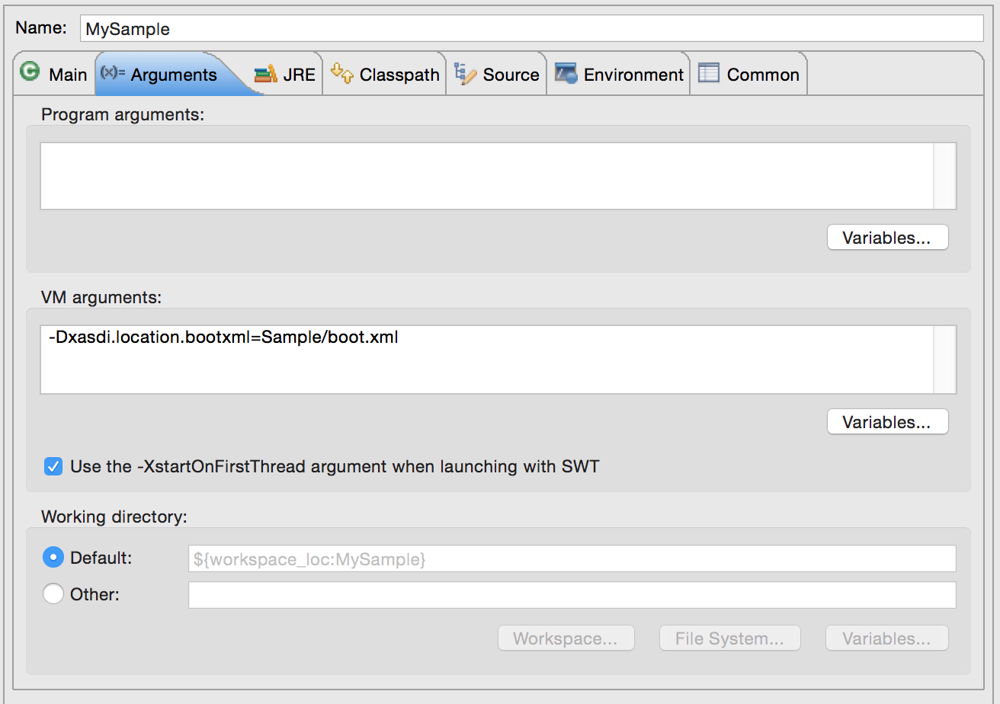 Name: MySample
Main (x)= Arguments JRE Classpath Source Environment Common
Program arguments:
Variables...
VM arguments:
-Dxasdi.location.bootxml=Sample/boot.xml
Variables...
Use the -XstartOnFirstThread argument when launching with SWT
Working directory:
Default: ${workspace_loc:MySample}
Other:
Workspace... File System... Variables...